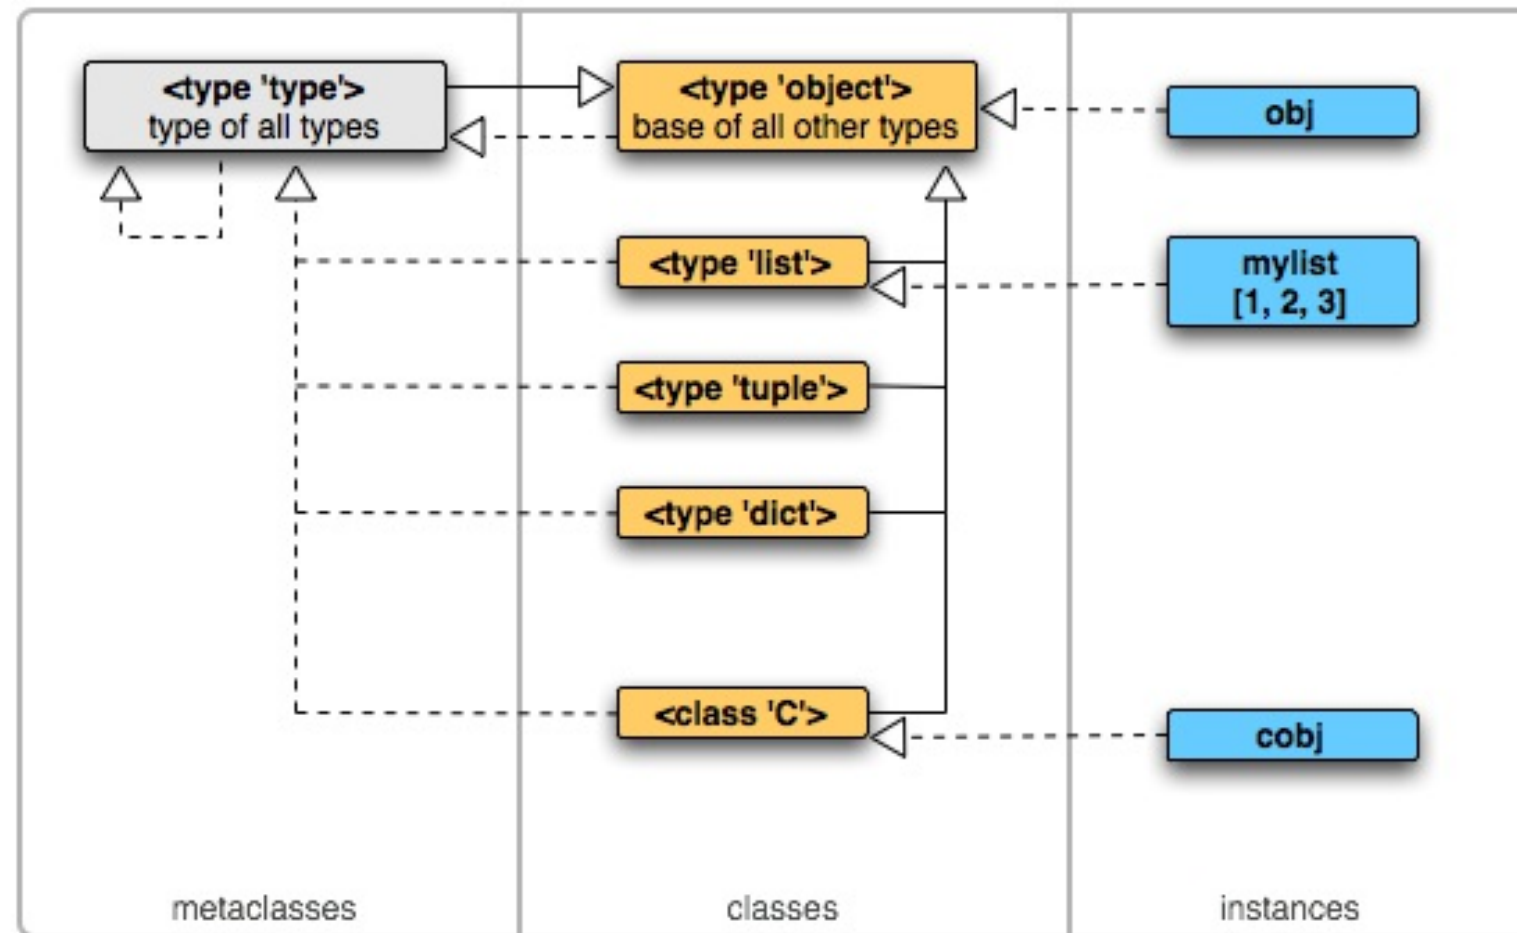 <type 'type'>
type of all types
<type 'object'>
base of all other types
obj
<type 'list'>
mylist
[1, 2, 3]
<type 'tuple'>
<type 'dict'>
<class 'C'>
cobj
metaclasses
classes
instances